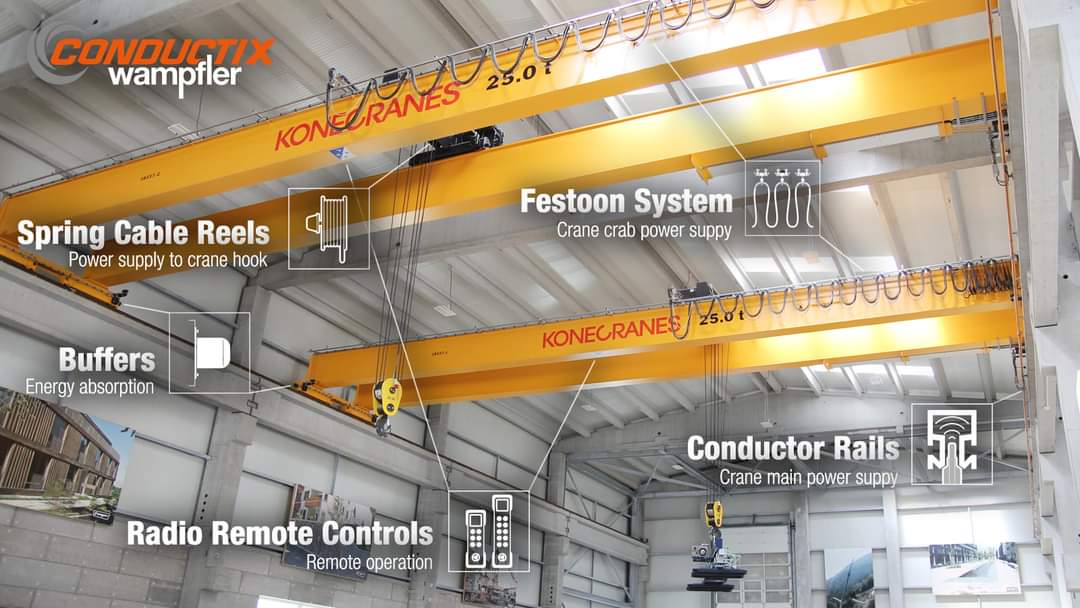 CONDUCTIX
wampfler
KONECRANES 25.0 t
Spring Cable Reels
Power supply to crane hook
Festoon System
Crane crab power suppy
KONECRANES 25.0 t
Buffers
Energy absorption
Conductor Rails
Crane main power suppy
Radio Remote Controls
Remote operation